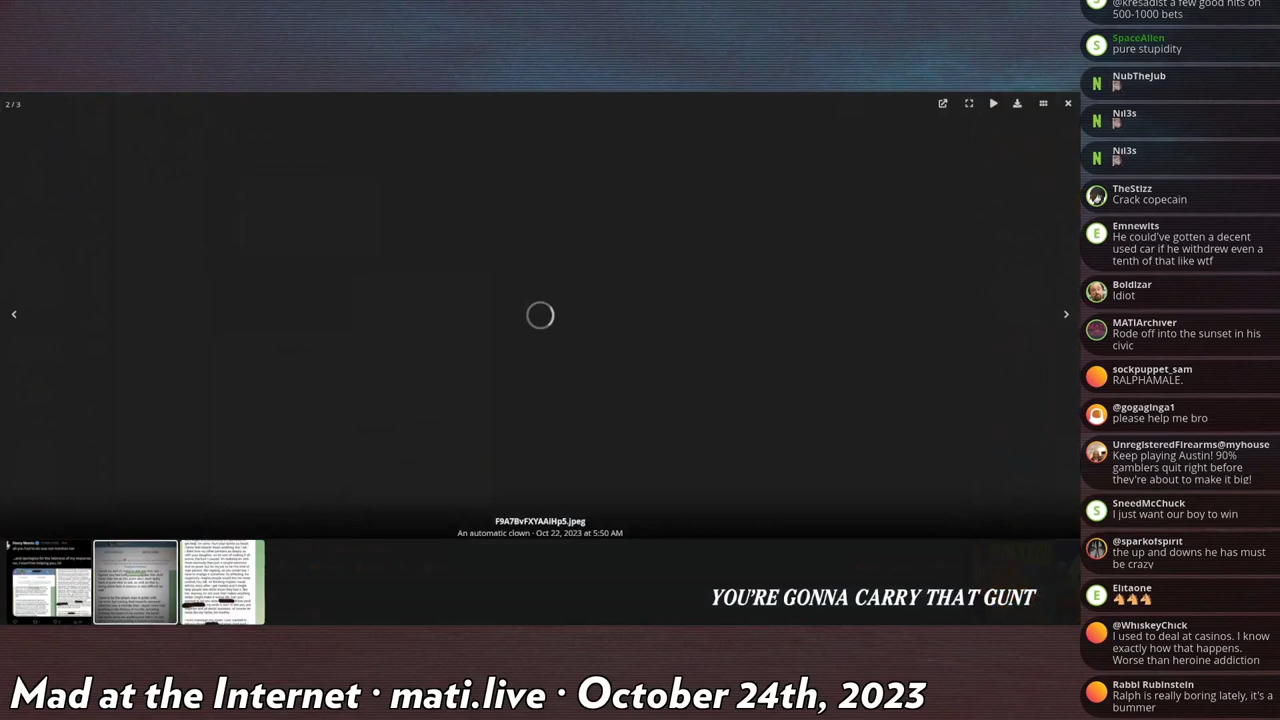 2 / 3
F9A7BvFXYAAiHp5.jpeg
An automatic clown · Oct 22, 2023 at 5:50 AM
YOU'RE GONNA CARRY THAT GUNT
Mad at the Internet · mati.live · October 24th, 2023
@kresadist a few good hits on
500-1000 bets
SpaceAllen
pure stupidity
NubTheJub
Nil3s
Nil3s
TheStizz
Crack copecain
Emnewits
He could've gotten a decent
used car if he withdrew even a
tenth of that like wtf
Boldizar
Idiot
MATIArchiver
Rode off into the sunset in his
civic
sockpuppet_sam
RALPHAMALE.
@gogaginga1
please help me bro
UnregisteredFirearms@myhouse
Keep playing Austin! 90%
gamblers quit right before
they're about to make it big!
SneedMcChuck
I just want our boy to win
@sparkofspirit
the up and downs he has must
be crazy
Elitaone
@WhiskeyChick
I used to deal at casinos. I know
exactly how that happens.
Worse than heroine addiction
Rabbi Rubinstein
Ralph is really boring lately, it's a
bummer